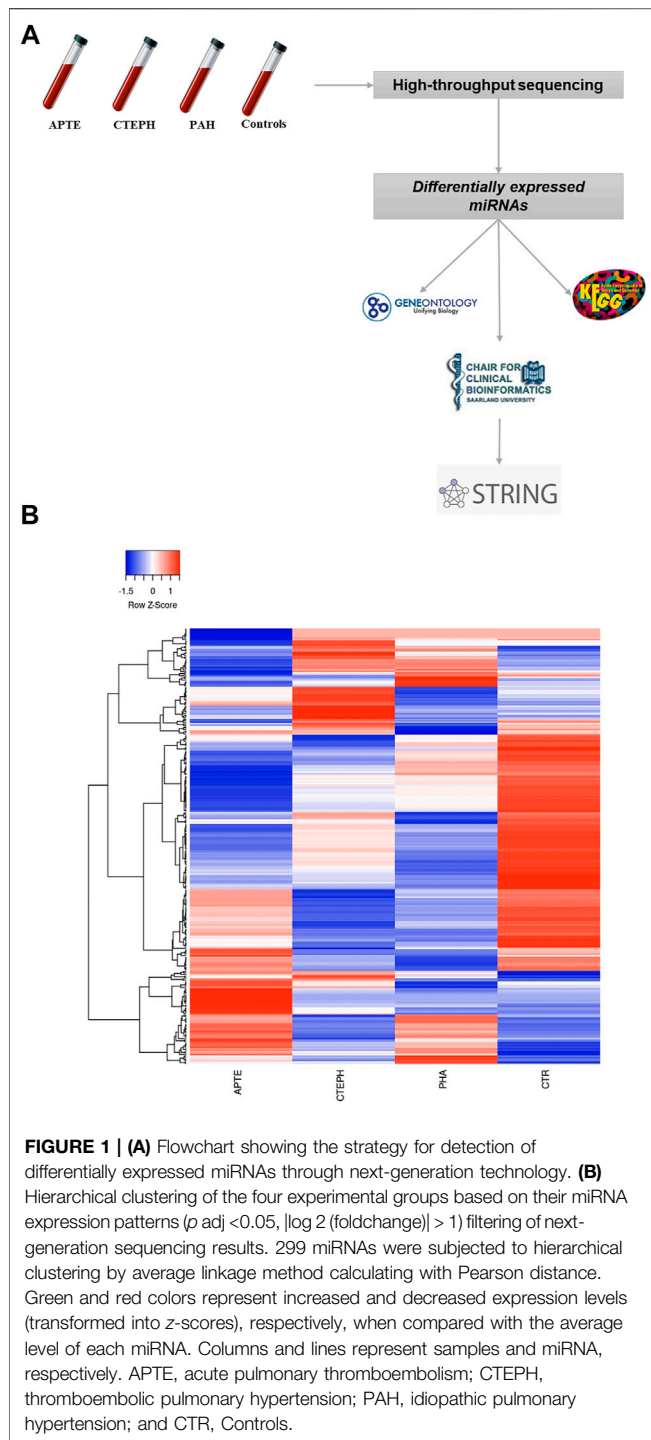 A
APTE CTEPH PAH Controls
High-throughput sequencing
Differentially expressed
miRNAs
GENEONTOLOGY
Unifying Biology
KEGG
CHAIR FOR
CLINICAL
BIOINFORMATICS
SAARLAND UNIVERSITY
STRING
B
-1.5 0 1
Row Z-Score
APTE
CTEPH
PHA
CTR
FIGURE 1 | (A) Flowchart showing the strategy for detection of
differentially expressed miRNAs through next-generation technology. (B)
Hierarchical clustering of the four experimental groups based on their miRNA
expression patterns (p adj <0.05, |log 2 (foldchange)| > 1) filtering of next-
generation sequencing results. 299 miRNAs were subjected to hierarchical
clustering by average linkage method calculating with Pearson distance.
Green and red colors represent increased and decreased expression levels
(transformed into z-scores), respectively, when compared with the average
level of each miRNA. Columns and lines represent samples and miRNA,
respectively. APTE, acute pulmonary thromboembolism; CTEPH,
thromboembolic pulmonary hypertension; PAH, idiopathic pulmonary
hypertension; and CTR, Controls.